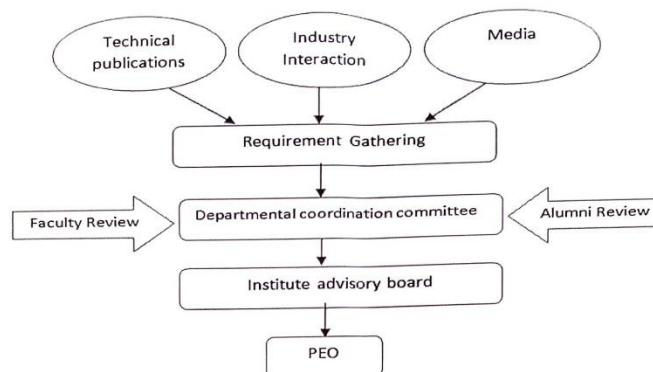 Technical
publications
Industry
Interaction
Media
Requirement Gathering
Faculty Review
Departmental coordination committee
Alumni Review
Institute advisory board
PEO